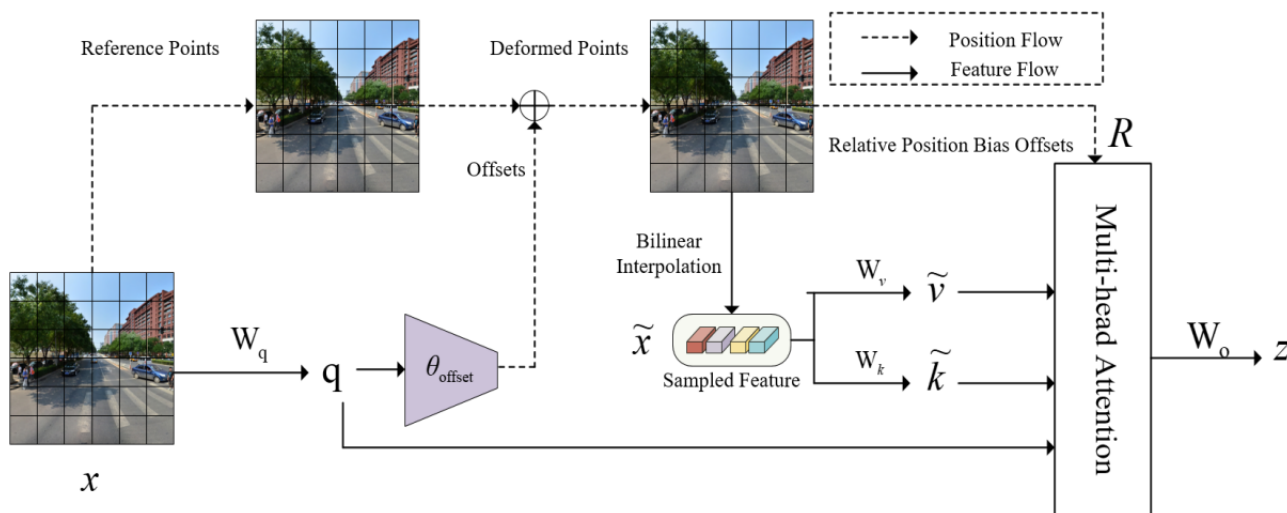 Reference Points
Deformed Points
Position Flow
Feature Flow
Offsets
Relative Position Bias Offsets
R
Bilinear
Interpolation
W_v
ṽ
W_q
q
θ_offset
x̃
Sampled Feature
W_k
k̃
Multi-head Attention
W_o
z
x